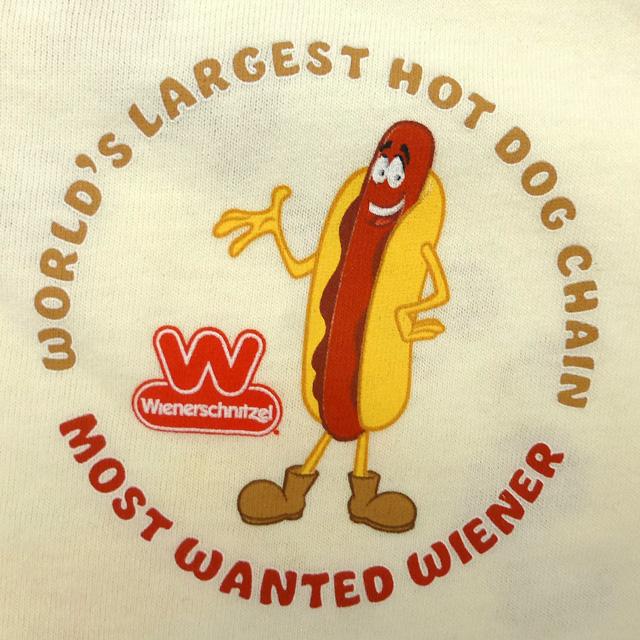 WORLD'S LARGEST HOT DOG CHAIN
W
Wienerschnitzel
MOST WANTED WIENER